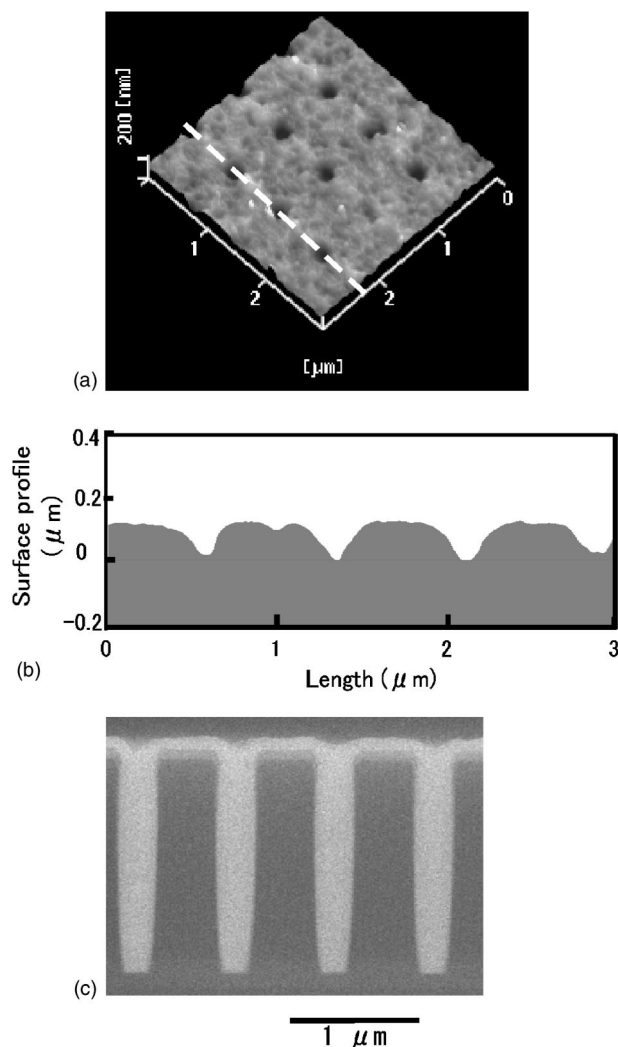 200 [nm]
0
1
1
2
2
[μm]
(a)
0.4
0.2
0
-0.2
Surface profile
(μm)
0
1
2
3
Length (μm)
(b)
(c)
1 μm